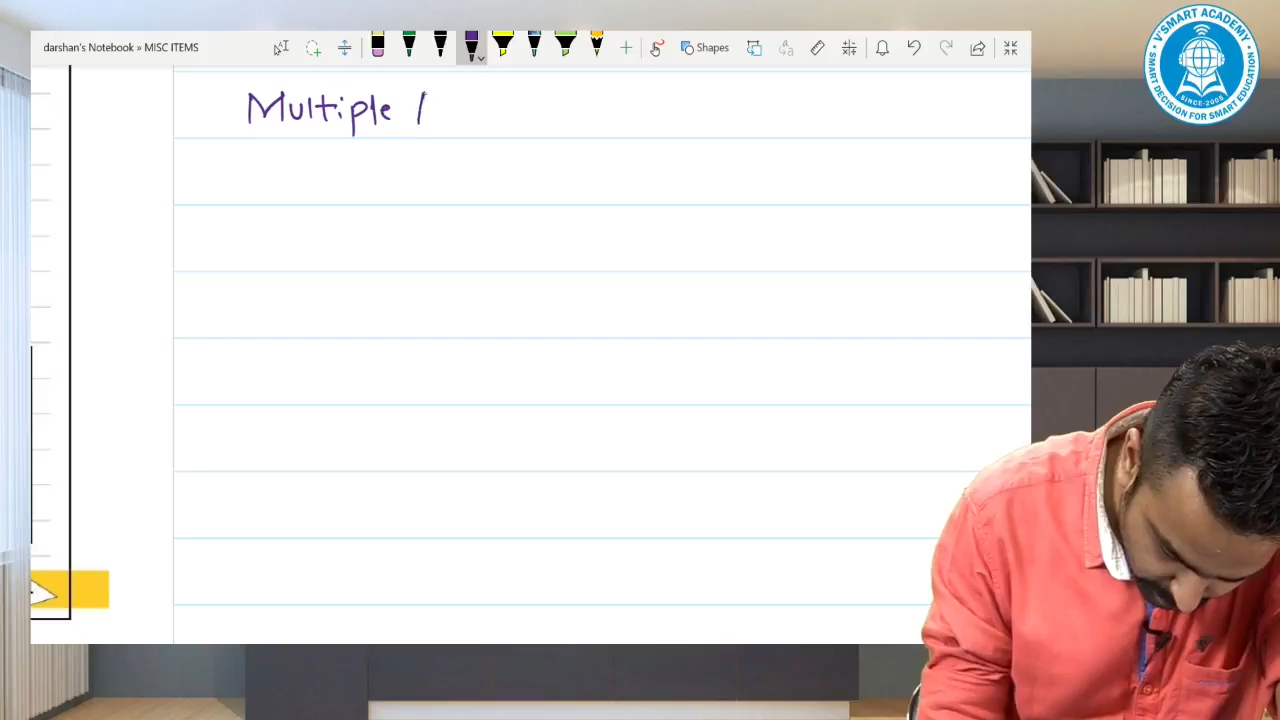 darshan's Notebook » MISC ITEMS
Shapes
Multiple /
V'SMART ACADEMY
SMART DECISION FOR SMART EDUCATION
SINCE-2005